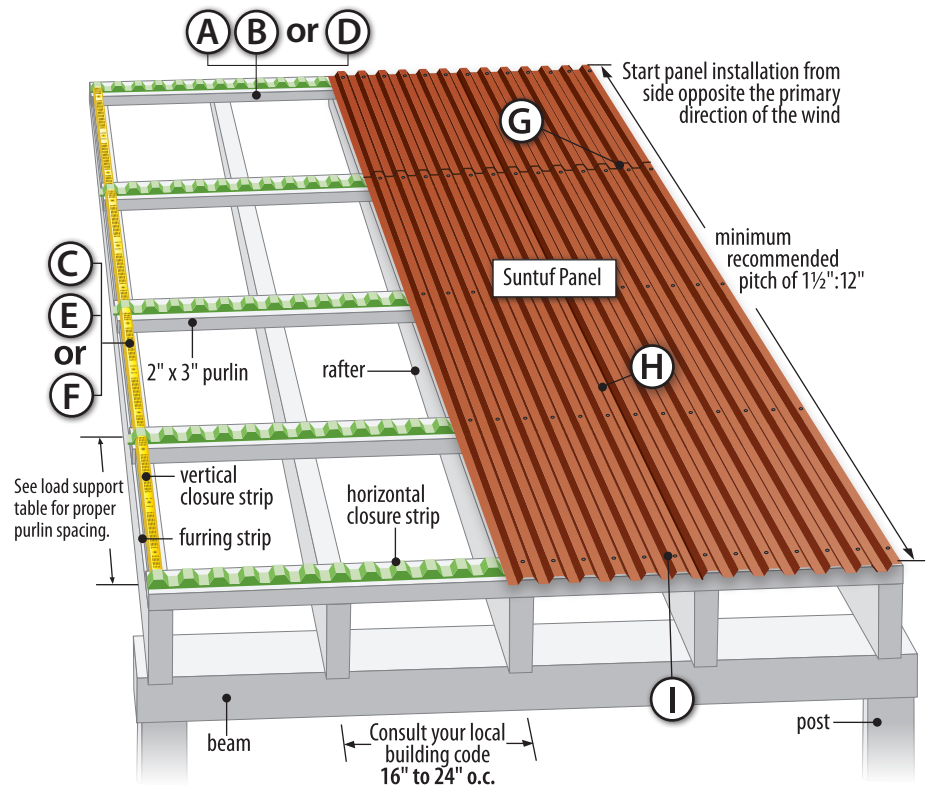 A B or D
Start panel installation from
side opposite the primary
direction of the wind
G
minimum
recommended
pitch of 1½":12"
Suntuf Panel
C
E
or
F
H
2" x 3" purlin
rafter
See load support
table for proper
purlin spacing.
vertical
closure strip
furring strip
horizontal
closure strip
I
beam
Consult your local
building code
16" to 24" o.c.
post